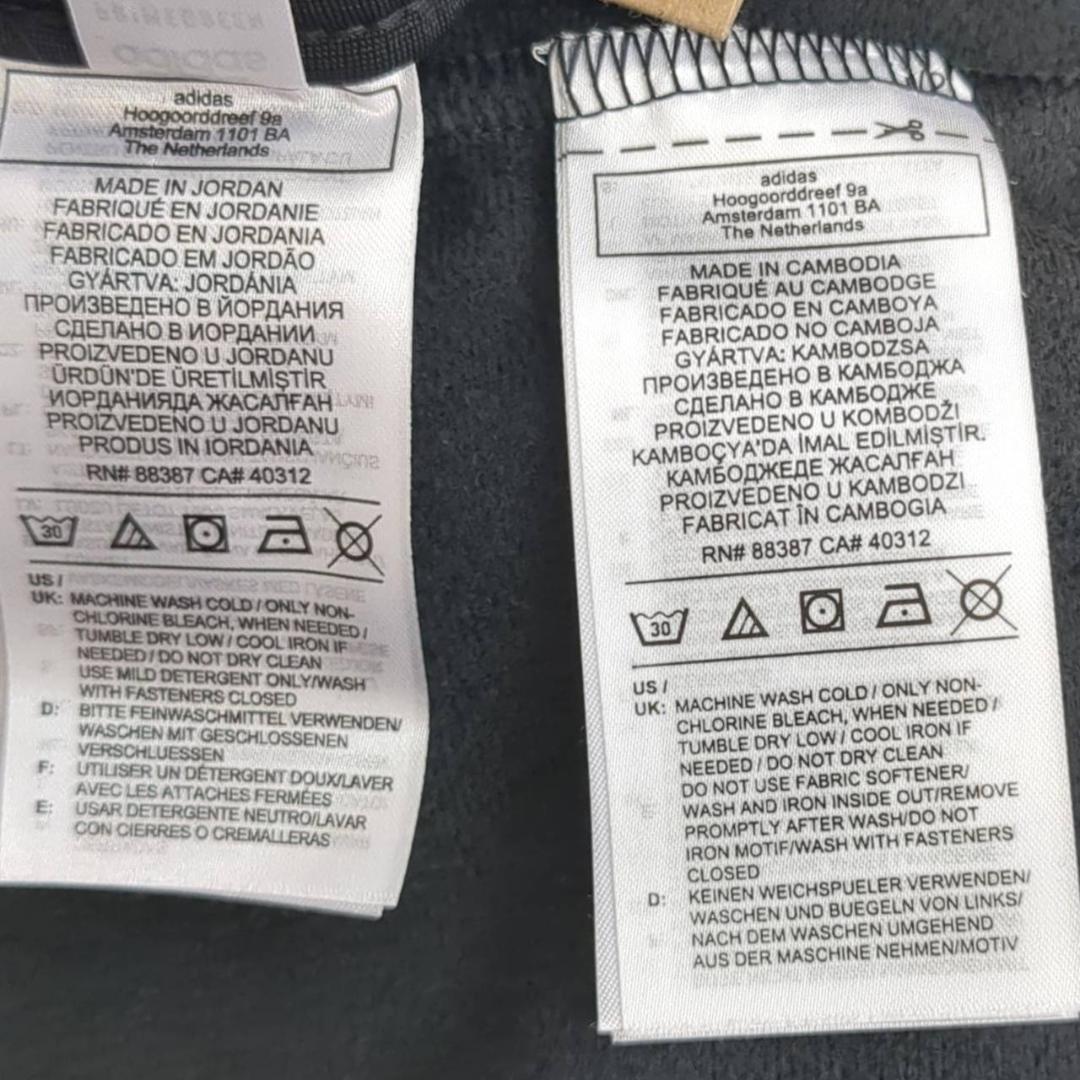 adidas
Hoogoorddreef 9a
Amsterdam 1101 BA
The Netherlands
MADE IN JORDAN
FABRIQUÉ EN JORDANIE
FABRICADO EN JORDANIA
FABRICADO EM JORDÃO
GYÁRTVA: JORDÁNIA
ПРОИЗВЕДЕНО В ЙОРДАНИЯ
СДЕЛАНО В ИОРДАНИИ
PROIZVEDENO U JORDANU
ÜRDÜN'DE ÜRETİLMİŞTİR
ИОРДАНИЯДА ЖАСАЛҒАН
PROIZVEDENO U JORDANU
PRODUS IN IORDANIA
RN# 88387 CA# 40312
30
US /
UK: MACHINE WASH COLD / ONLY NON-
CHLORINE BLEACH, WHEN NEEDED /
TUMBLE DRY LOW / COOL IRON IF
NEEDED / DO NOT DRY CLEAN
USE MILD DETERGENT ONLY/WASH
WITH FASTENERS CLOSED
D: BITTE FEINWASCHMITTEL VERWENDEN/
WASCHEN MIT GESCHLOSSENEN
VERSCHLUESSEN
F: UTILISER UN DÉTERGENT DOUX/LAVER
AVEC LES ATTACHES FERMÉES
E: USAR DETERGENTE NEUTRO/LAVAR
CON CIERRES O CREMALLERAS
adidas
Hoogoorddreef 9a
Amsterdam 1101 BA
The Netherlands
MADE IN CAMBODIA
FABRIQUÉ AU CAMBODGE
FABRICADO EN CAMBOYA
FABRICADO NO CAMBOJA
GYÁRTVA: KAMBODZSA
ПРОИЗВЕДЕНО В КАМБОДЖА
СДЕЛАНО В КАМБОДЖЕ
PROIZVEDENO U KOMBODŽI
KAMBOÇYA'DA İMAL EDİLMİŞTİR.
КАМБОДЖЕДЕ ЖАСАЛҒАН
PROIZVEDENO U KAMBODZI
FABRICAT ÎN CAMBOGIA
RN# 88387 CA# 40312
30
US /
UK: MACHINE WASH COLD / ONLY NON-
CHLORINE BLEACH, WHEN NEEDED /
TUMBLE DRY LOW / COOL IRON IF
NEEDED / DO NOT DRY CLEAN
DO NOT USE FABRIC SOFTENER/
WASH AND IRON INSIDE OUT/REMOVE
PROMPTLY AFTER WASH/DO NOT
IRON MOTIF/WASH WITH FASTENERS
CLOSED
D: KEINEN WEICHSPUELER VERWENDEN/
WASCHEN UND BUEGELN VON LINKS/
NACH DEM WASCHEN UMGEHEND
AUS DER MASCHINE NEHMEN/MOTIV